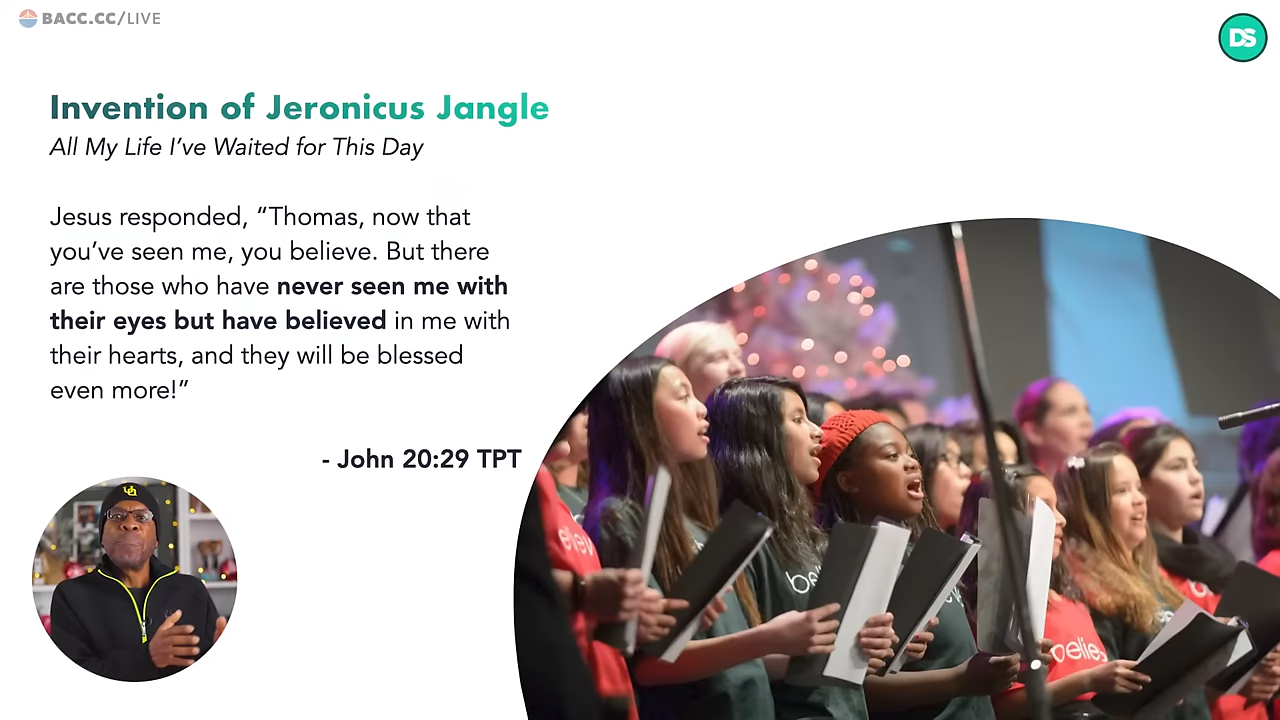 BACC.CC/LIVE
DS
Invention of Jeronicus Jangle
All My Life I’ve Waited for This Day
Jesus responded, “Thomas, now that
you’ve seen me, you believe. But there
are those who have never seen me with
their eyes but have believed in me with
their hearts, and they will be blessed
even more!”
- John 20:29 TPT